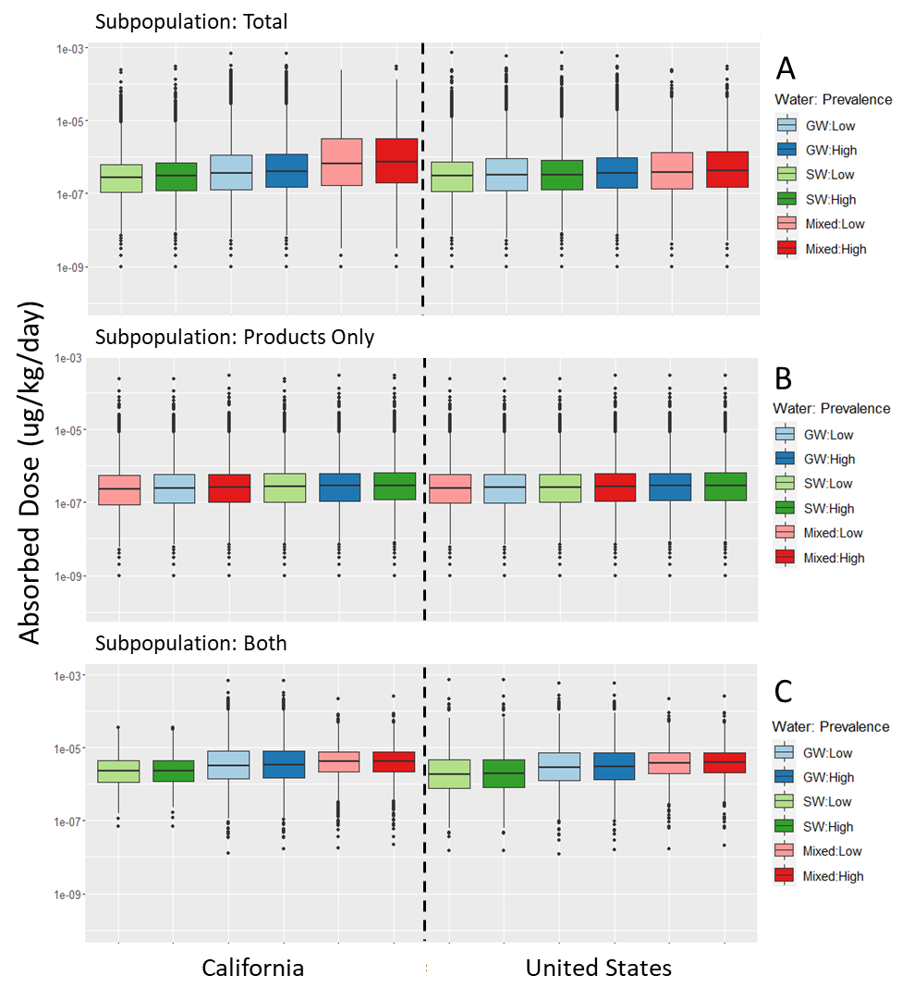 Subpopulation: Total
1e-03
1e-05
1e-07
1e-09
A
Water: Prevalence
GW:Low
GW:High
SW:Low
SW:High
Mixed:Low
Mixed:High
Absorbed Dose (ug/kg/day)
Subpopulation: Products Only
1e-03
1e-05
1e-07
1e-09
B
Water: Prevalence
GW:Low
GW:High
SW:Low
SW:High
Mixed:Low
Mixed:High
Subpopulation: Both
1e-03
1e-05
1e-07
1e-09
C
Water: Prevalence
GW:Low
GW:High
SW:Low
SW:High
Mixed:Low
Mixed:High
California
United States